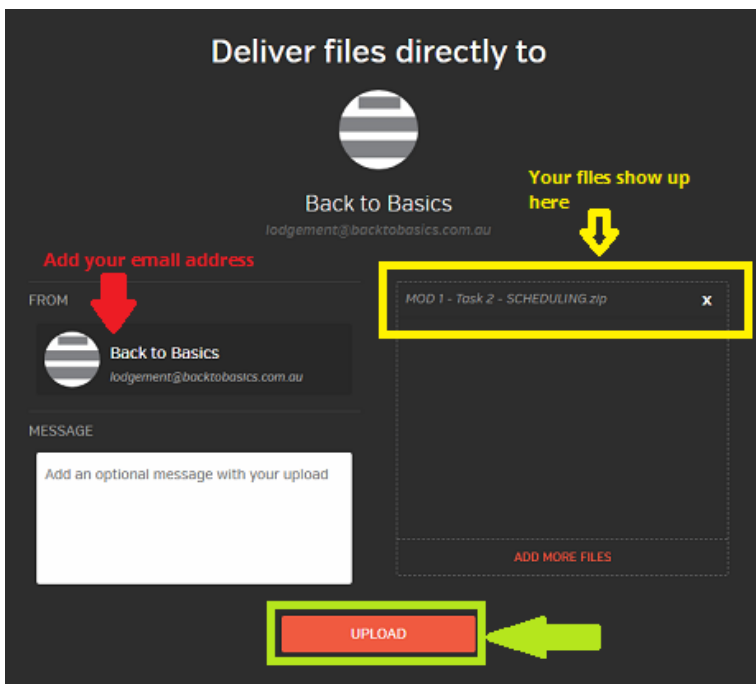 Deliver files directly to
Back to Basics
lodgement@backtobasics.com.au
Your files show up
here
Add your email address
FROM
Back to Basics
lodgement@backtobasics.com.au
MESSAGE
Add an optional message with your upload
MOD 1 - Task 2 - SCHEDULING.zip x
ADD MORE FILES
UPLOAD